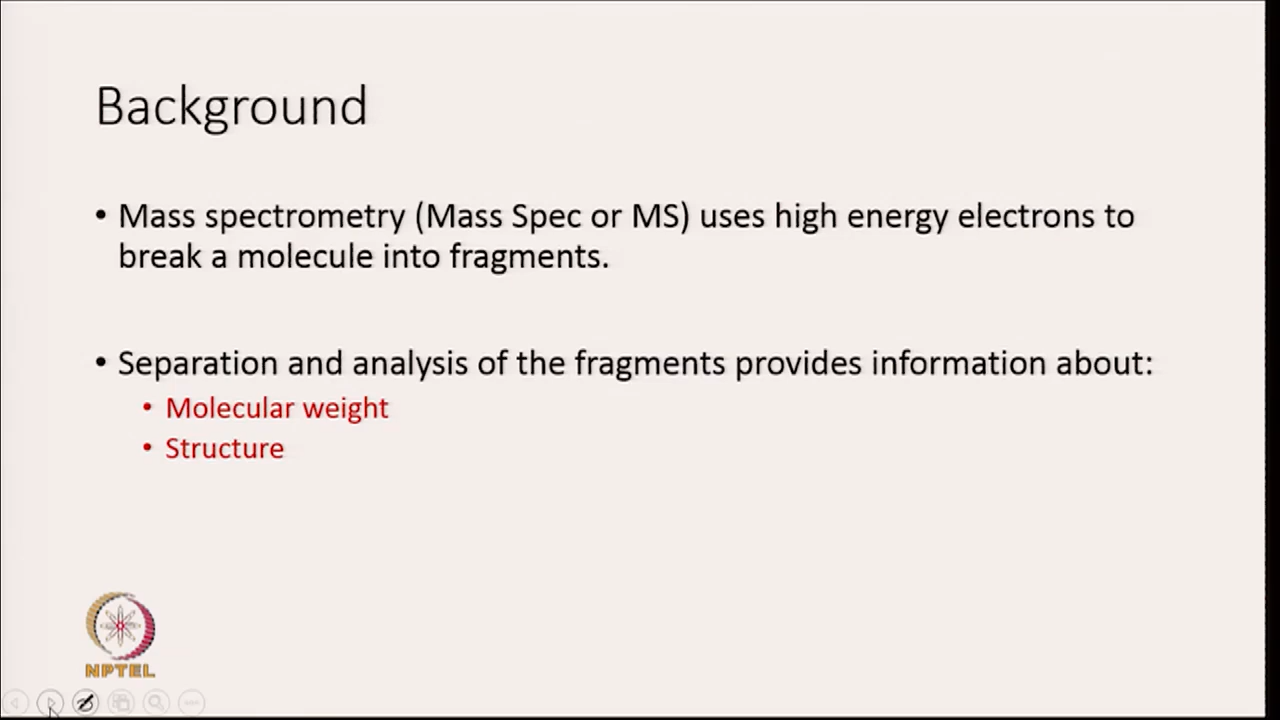 Background
• Mass spectrometry (Mass Spec or MS) uses high energy electrons to
break a molecule into fragments.
• Separation and analysis of the fragments provides information about:
• Molecular weight
• Structure
NPTEL